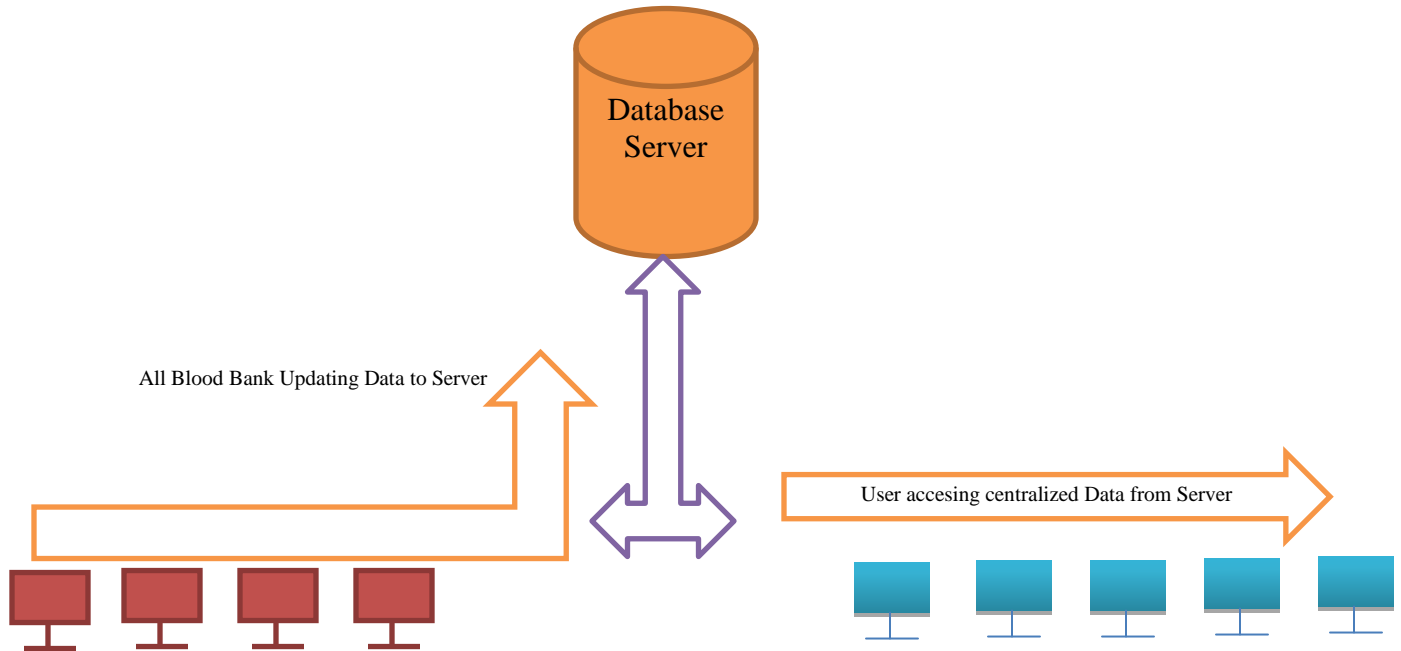 Database
Server
All Blood Bank Updating Data to Server
User accesing centralized Data from Server